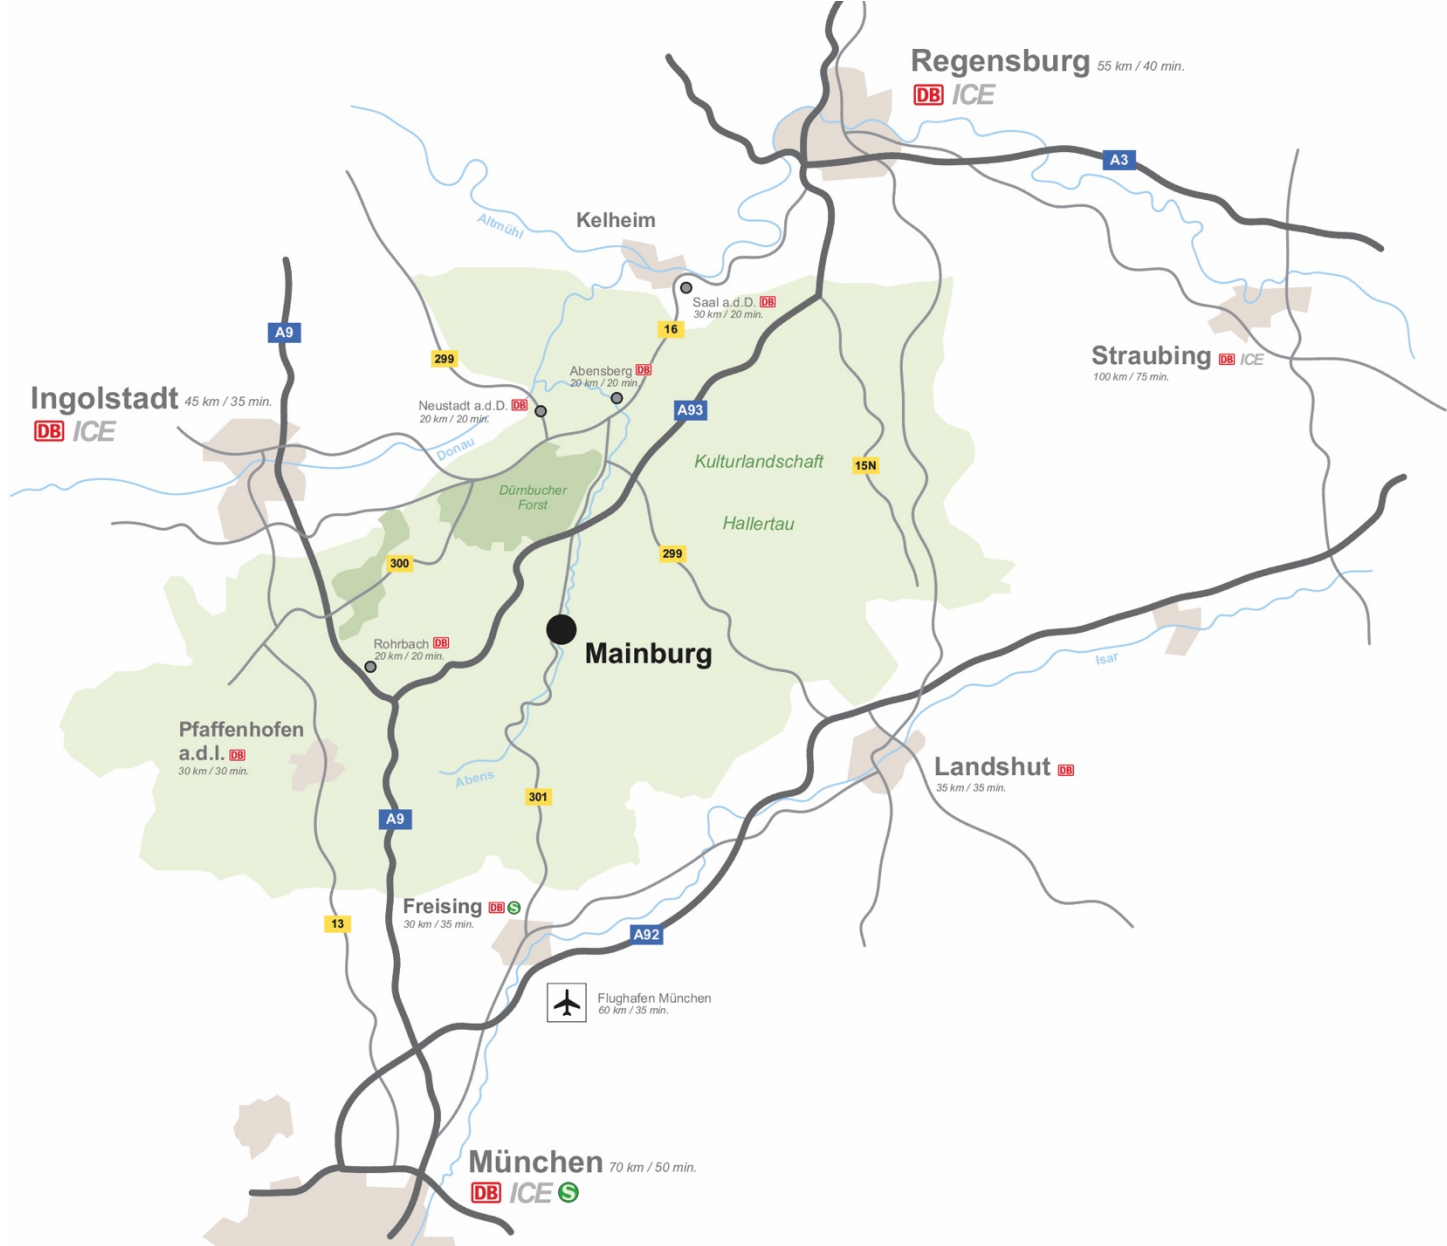 Regensburg 55 km / 40 min.
DB ICE
A3
Altmühl
Kelheim
Saal a.d.D. DB
30 km / 20 min.
16
A9
299
Straubing DB ICE
100 km / 75 min.
Abensberg DB
20 km / 20 min.
Ingolstadt 45 km / 35 min.
DB ICE
Neustadt a.d.D. DB
20 km / 20 min.
A93
Donau
Kulturlandschaft
15N
Dürnbucher
Forst
Hallertau
300
299
Rohrbach DB
20 km / 20 min.
Mainburg
Isar
Pfaffenhofen
a.d.I. DB
30 km / 30 min.
Abens
Landshut DB
35 km / 35 min.
301
A9
Freising DB S
30 km / 35 min.
13
A92
Flughafen München
60 km / 35 min.
München 70 km / 50 min.
DB ICE S